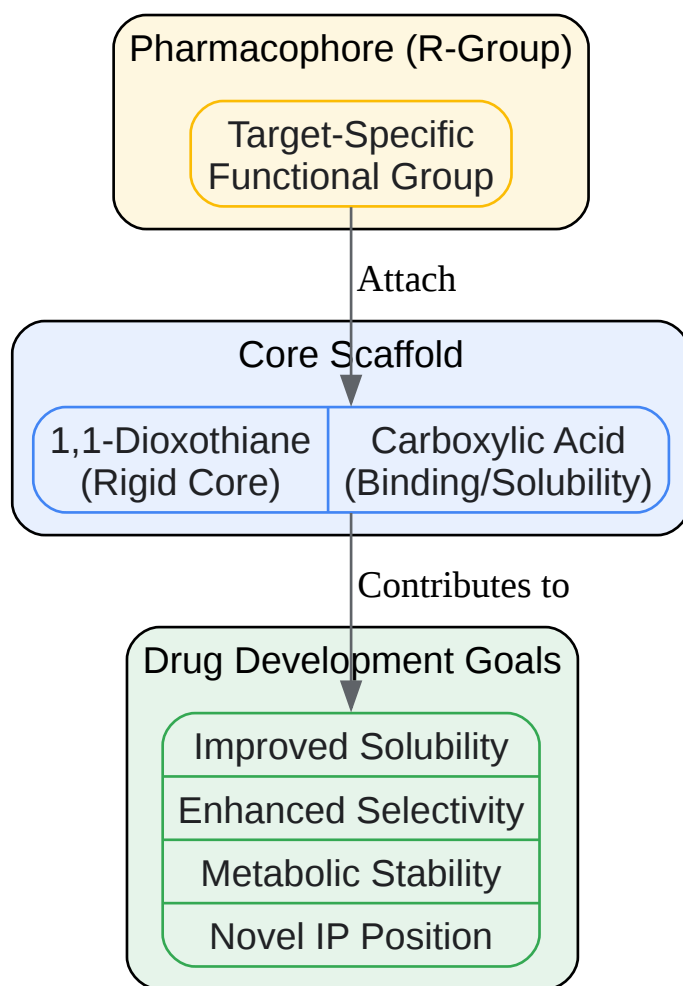 Pharmacophore (R-Group)
Target-Specific
Functional Group
Attach
Core Scaffold
1,1-Dioxothiane
(Rigid Core)
Carboxylic Acid
(Binding/Solubility)
Contributes to
Drug Development Goals
Improved Solubility
Enhanced Selectivity
Metabolic Stability
Novel IP Position